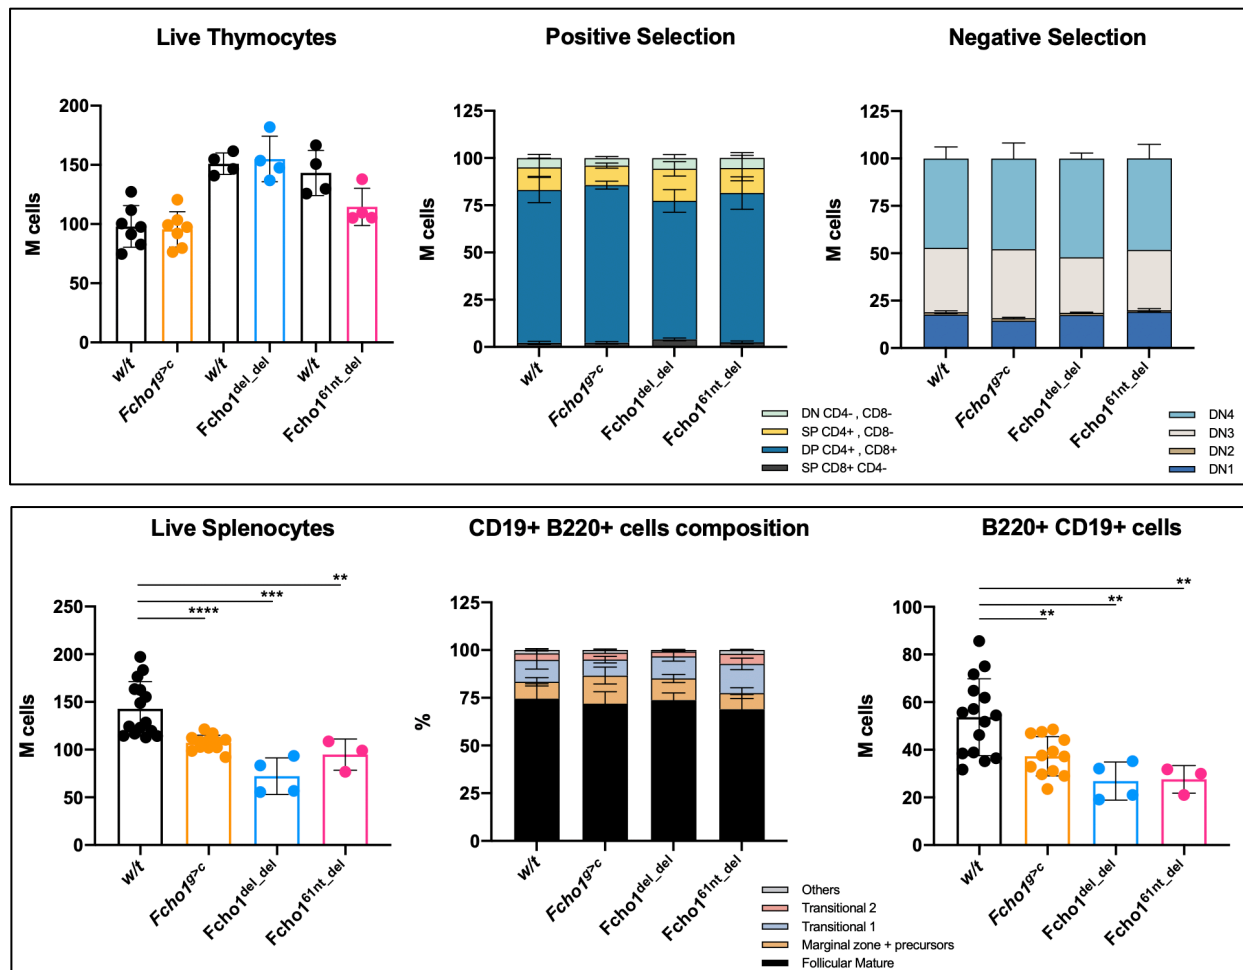 Live Thymocytes
M cells
200
150
100
50
0
w/t
Fcho1g>c
w/t
Fcho1del_del
w/t
Fcho161nt_del
Positive Selection
M cells
125
100
75
50
25
0
w/t
Fcho1g>c
Fcho1del_del
Fcho161nt_del
DN CD4- , CD8-
SP CD4+ , CD8-
DP CD4+ , CD8+
SP CD8+ CD4-
Negative Selection
M cells
125
100
75
50
25
0
w/t
Fcho1g>c
Fcho1del_del
Fcho161nt_del
DN4
DN3
DN2
DN1
Live Splenocytes
**
***
****
M cells
250
200
150
100
50
0
w/t
Fcho1g>c
Fcho1del_del
Fcho161nt_del
CD19+ B220+ cells composition
%
125
100
75
50
25
0
w/t
Fcho1g>c
Fcho1del_del
Fcho161nt_del
Others
Transitional 2
Transitional 1
Marginal zone + precursors
Follicular Mature
B220+ CD19+ cells
**
**
**
M cells
100
80
60
40
20
0
w/t
Fcho1g>c
Fcho1del_del
Fcho161nt_del